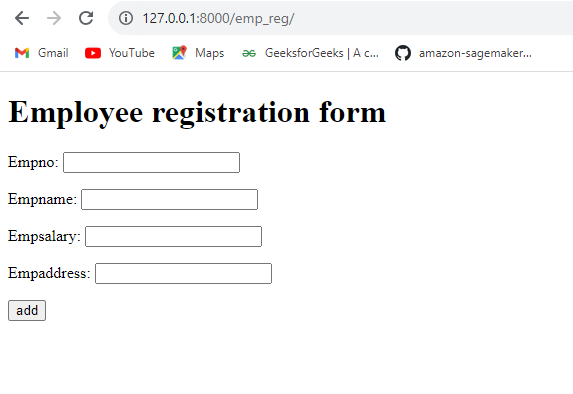 127.0.0.1:8000/emp_reg/
Gmail YouTube Maps GeeksforGeeks | A c... amazon-sagemaker...
Employee registration form
Empno:
Empname:
Empsalary:
Empaddress:
add